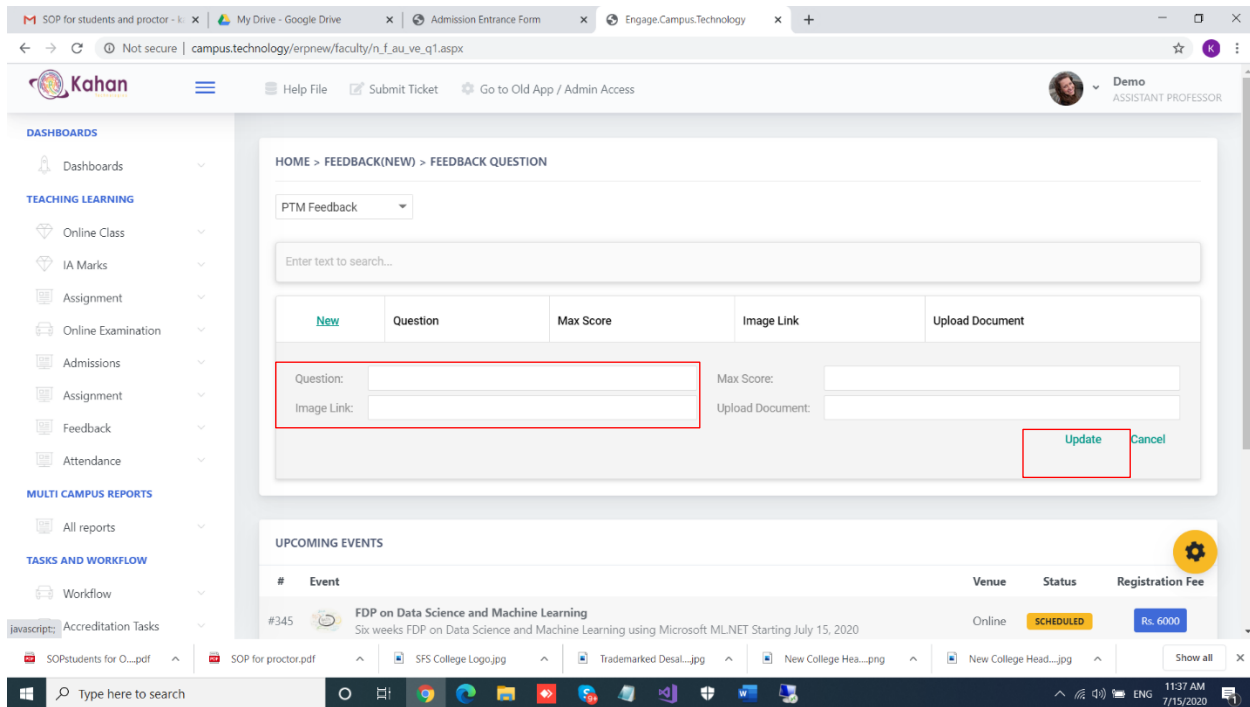 SOP for students and proctor - k
My Drive - Google Drive
Admission Entrance Form
Engage.Campus.Technology
Not secure | campus.technology/erpnew/faculty/n_f_au_ve_q1.aspx
K
Kahan
Help File
Submit Ticket
Go to Old App / Admin Access
Demo
ASSISTANT PROFESSOR
DASHBOARDS
Dashboards
TEACHING LEARNING
Online Class
IA Marks
Assignment
Online Examination
Admissions
Assignment
Feedback
Attendance
MULTI CAMPUS REPORTS
All reports
TASKS AND WORKFLOW
Workflow
Accreditation Tasks
javascript:;
HOME > FEEDBACK(NEW) > FEEDBACK QUESTION
PTM Feedback
Enter text to search...
New Question Max Score Image Link Upload Document
Question: Max Score:
Image Link: Upload Document:
Update Cancel
UPCOMING EVENTS
# Event Venue Status Registration Fee
#345 FDP on Data Science and Machine Learning Online SCHEDULED Rs. 6000
Six weeks FDP on Data Science and Machine Learning using Microsoft ML.NET Starting July 15, 2020
SOPstudents for O....pdf
SOP for proctor.pdf
SFS College Logo.jpg
Trademarked Desal....jpg
New College Hea....png
New College Head....jpg
Show all
Type here to search
ENG
11:37 AM
7/15/2020